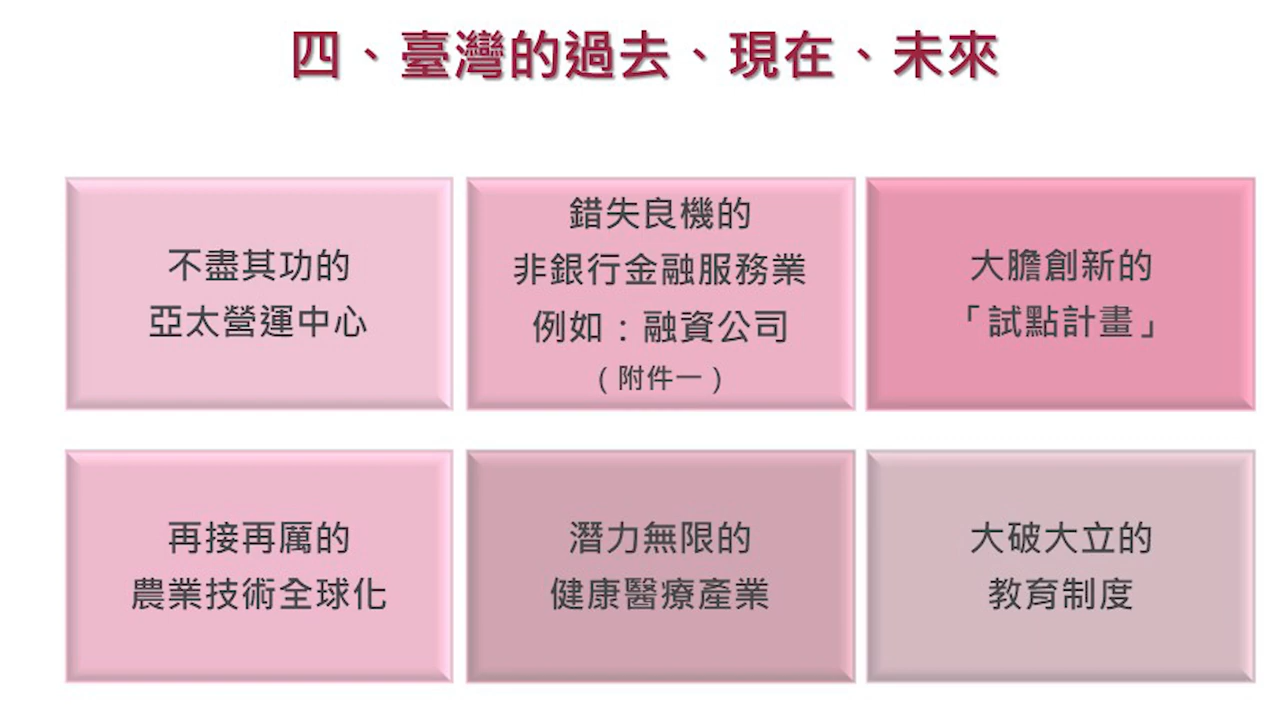 四、臺灣的過去、現在、未來
不盡其功的
亞太營運中心
錯失良機的
非銀行金融服務業
例如：融資公司
（附件一）
大膽創新的
「試點計畫」
再接再厲的
農業技術全球化
潛力無限的
健康醫療產業
大破大立的
教育制度